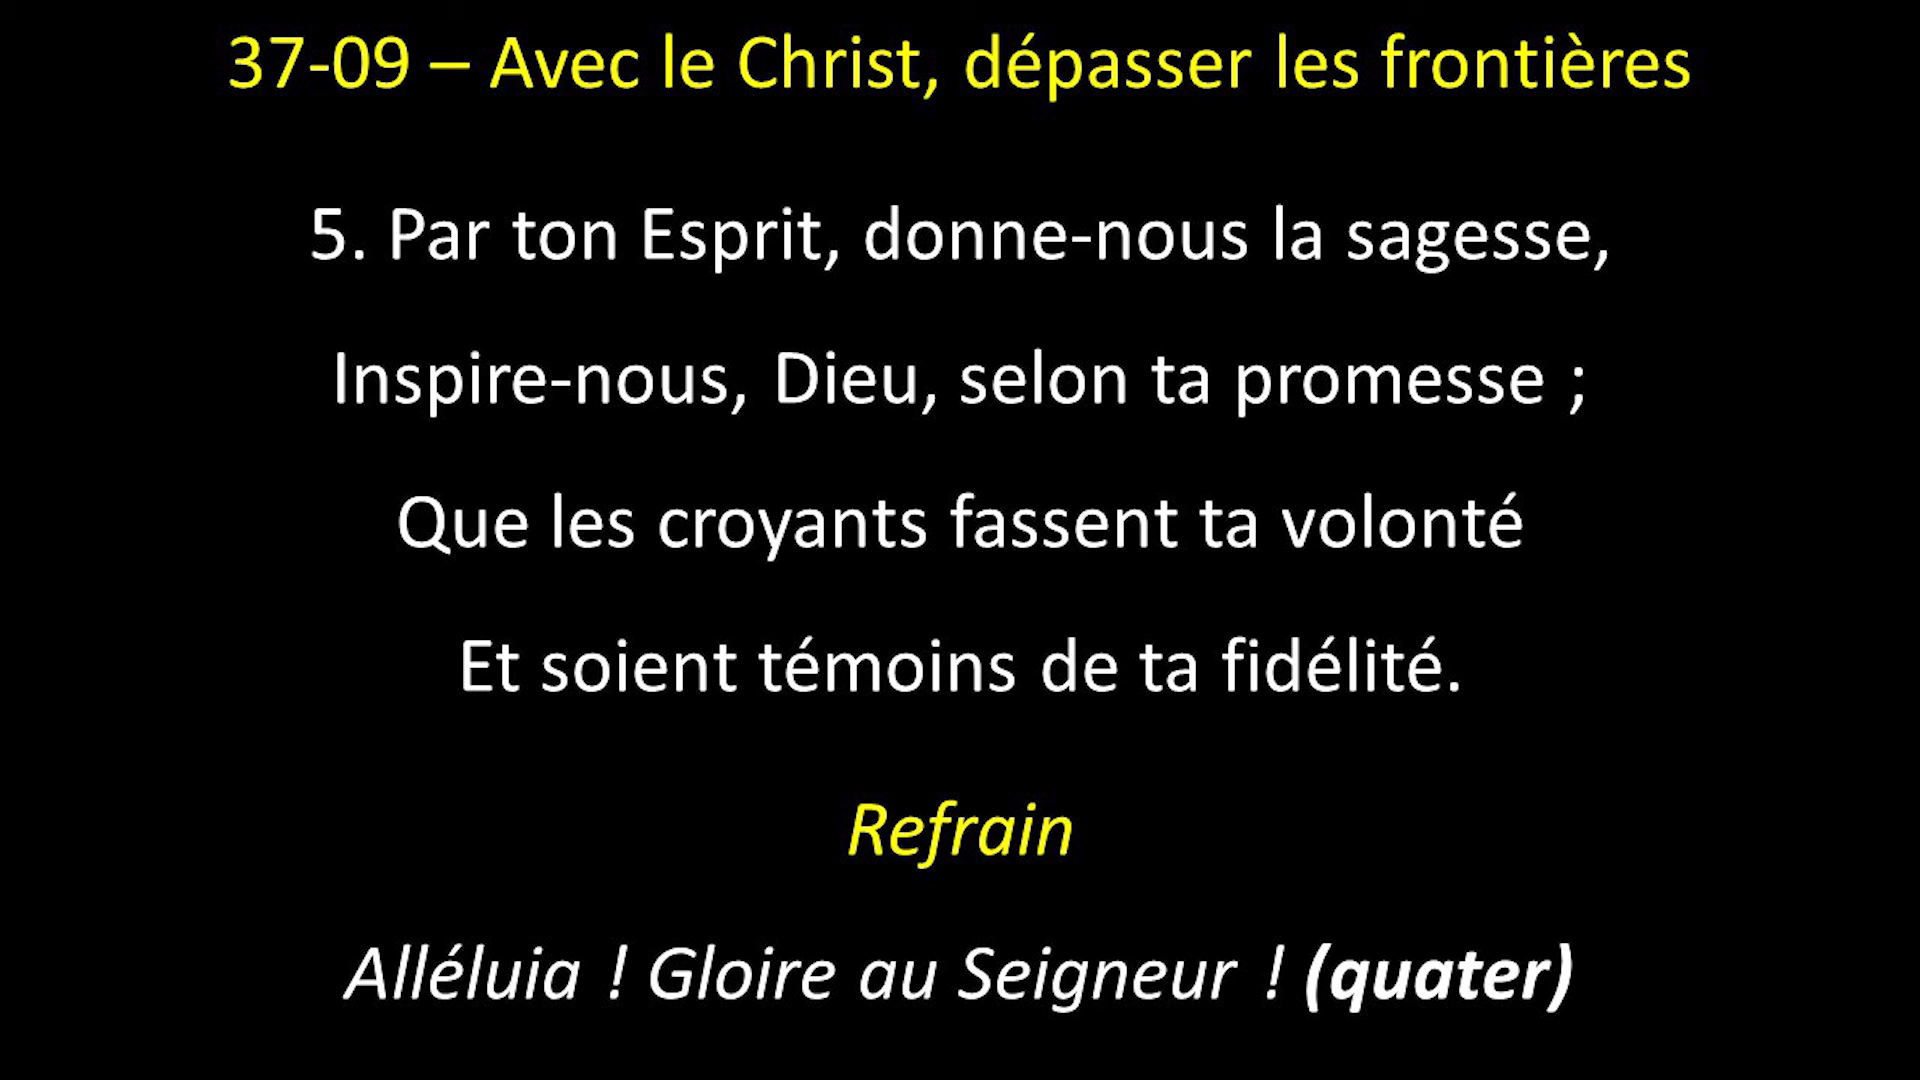 37-09 – Avec le Christ, dépasser les frontières
5. Par ton Esprit, donne-nous la sagesse,
Inspire-nous, Dieu, selon ta promesse ;
Que les croyants fassent ta volonté
Et soient témoins de ta fidélité.
Refrain
Alléluia ! Gloire au Seigneur ! (quater)